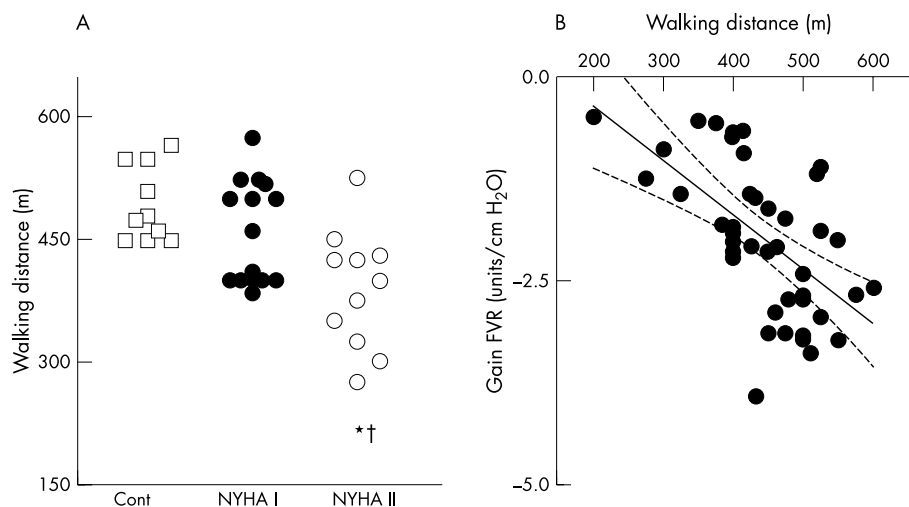 A
Walking distance (m)
600
450
300
150
*†
Cont NYHA I NYHA II
B Walking distance (m)
200 300 400 500 600
0.0
–2.5
–5.0
Gain FVR (units/cm H₂O)